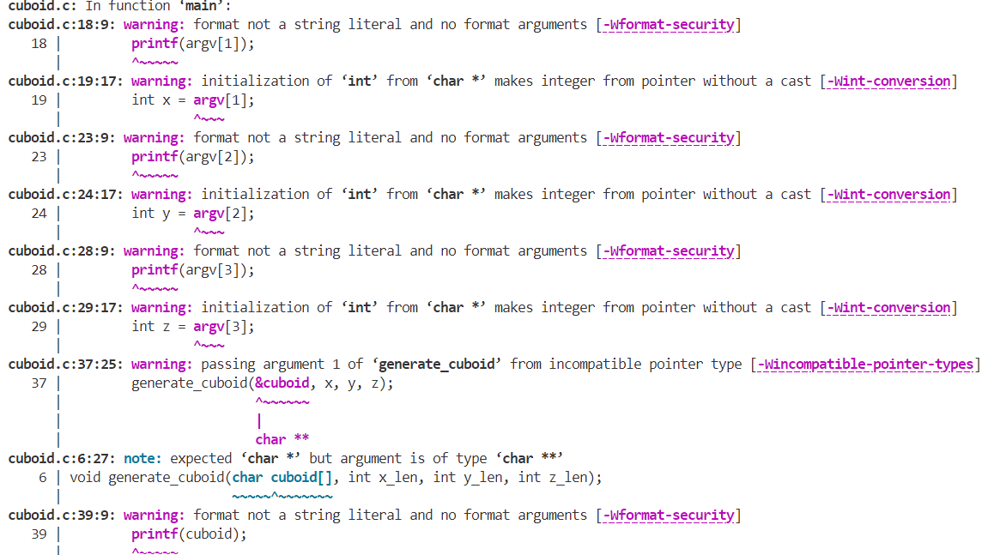 cuboid.c: In function ‘main’:
cuboid.c:18:9: warning: format not a string literal and no format arguments [-Wformat-security]
   18 |         printf(argv[1]);
      |         ^~~~~~
cuboid.c:19:17: warning: initialization of ‘int’ from ‘char *’ makes integer from pointer without a cast [-Wint-conversion]
   19 |         int x = argv[1];
      |                 ^~~~
cuboid.c:23:9: warning: format not a string literal and no format arguments [-Wformat-security]
   23 |         printf(argv[2]);
      |         ^~~~~~
cuboid.c:24:17: warning: initialization of ‘int’ from ‘char *’ makes integer from pointer without a cast [-Wint-conversion]
   24 |         int y = argv[2];
      |                 ^~~~
cuboid.c:28:9: warning: format not a string literal and no format arguments [-Wformat-security]
   28 |         printf(argv[3]);
      |         ^~~~~~
cuboid.c:29:17: warning: initialization of ‘int’ from ‘char *’ makes integer from pointer without a cast [-Wint-conversion]
   29 |         int z = argv[3];
      |                 ^~~~
cuboid.c:37:25: warning: passing argument 1 of ‘generate_cuboid’ from incompatible pointer type [-Wincompatible-pointer-types]
   37 |         generate_cuboid(&cuboid, x, y, z);
      |                         ^~~~~~~
      |                         |
      |                         char **
cuboid.c:6:27: note: expected ‘char *’ but argument is of type ‘char **’
    6 | void generate_cuboid(char cuboid[], int x_len, int y_len, int z_len);
      |                      ~~~~~^~~~~~~~
cuboid.c:39:9: warning: format not a string literal and no format arguments [-Wformat-security]
   39 |         printf(cuboid);
      |         ^~~~~~